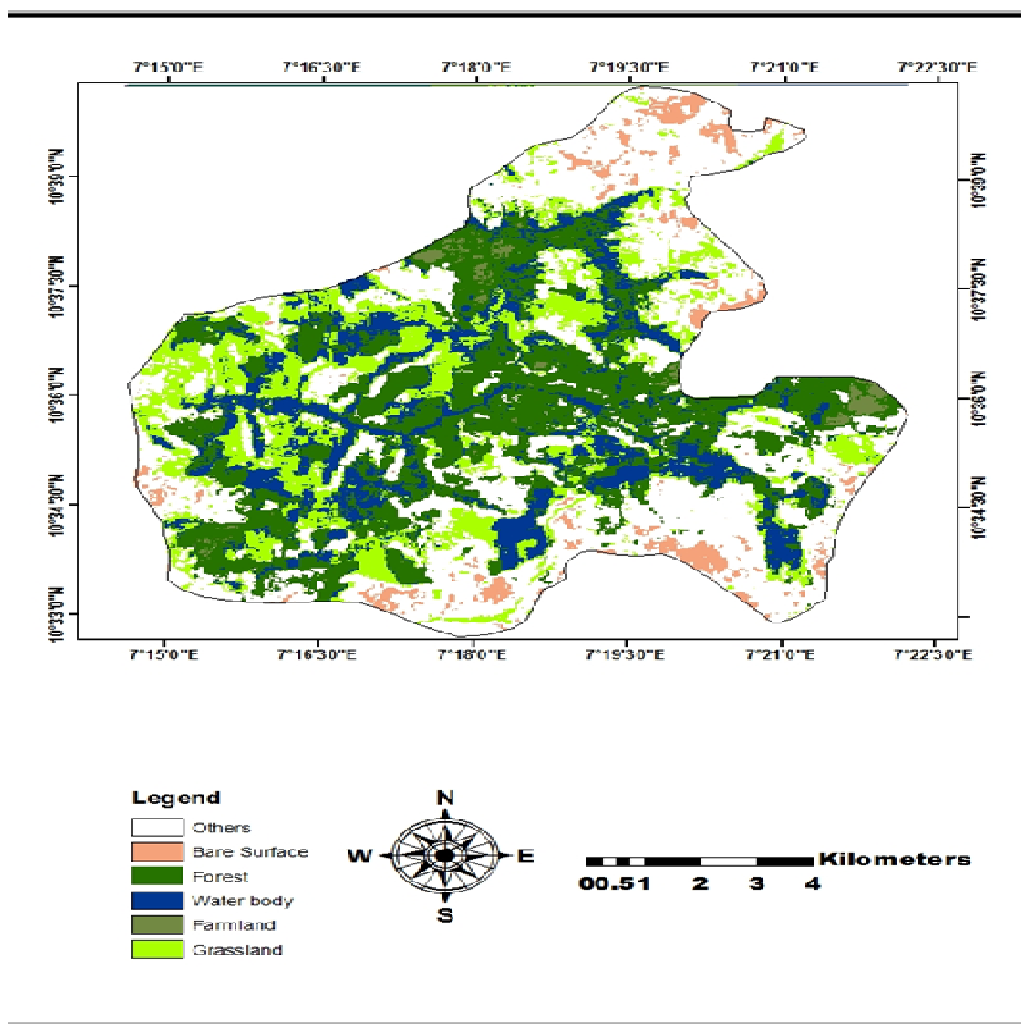 7°15'0"E 7°16'30"E 7°18'0"E 7°19'30"E 7°21'0"E 7°22'30"E
10°39'0"N 10°39'0"N
10°37'30"N 10°37'30"N
10°36'0"N 10°36'0"N
10°34'30"N 10°34'30"N
10°33'0"N
7°15'0"E 7°16'30"E 7°18'0"E 7°19'30"E 7°21'0"E 7°22'30"E
Legend
Others
Bare Surface
Forest
Water body
Farmland
Grassland
N
W E
S
Kilometers
00.51 2 3 4